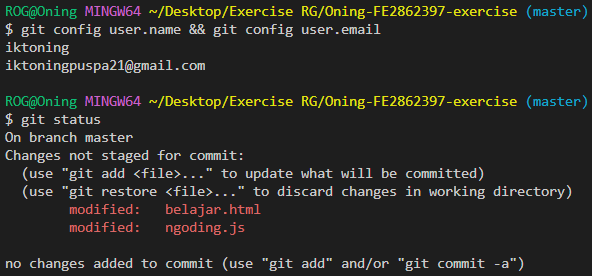 ROG@Oning MINGW64 ~/Desktop/Exercise RG/Oning-FE2862397-exercise (master)
$ git config user.name && git config user.email
iktoning
iktoningpuspa21@gmail.com
ROG@Oning MINGW64 ~/Desktop/Exercise RG/Oning-FE2862397-exercise (master)
$ git status
On branch master
Changes not staged for commit:
  (use "git add <file>..." to update what will be committed)
  (use "git restore <file>..." to discard changes in working directory)
        modified:   belajar.html
        modified:   ngoding.js
no changes added to commit (use "git add" and/or "git commit -a")